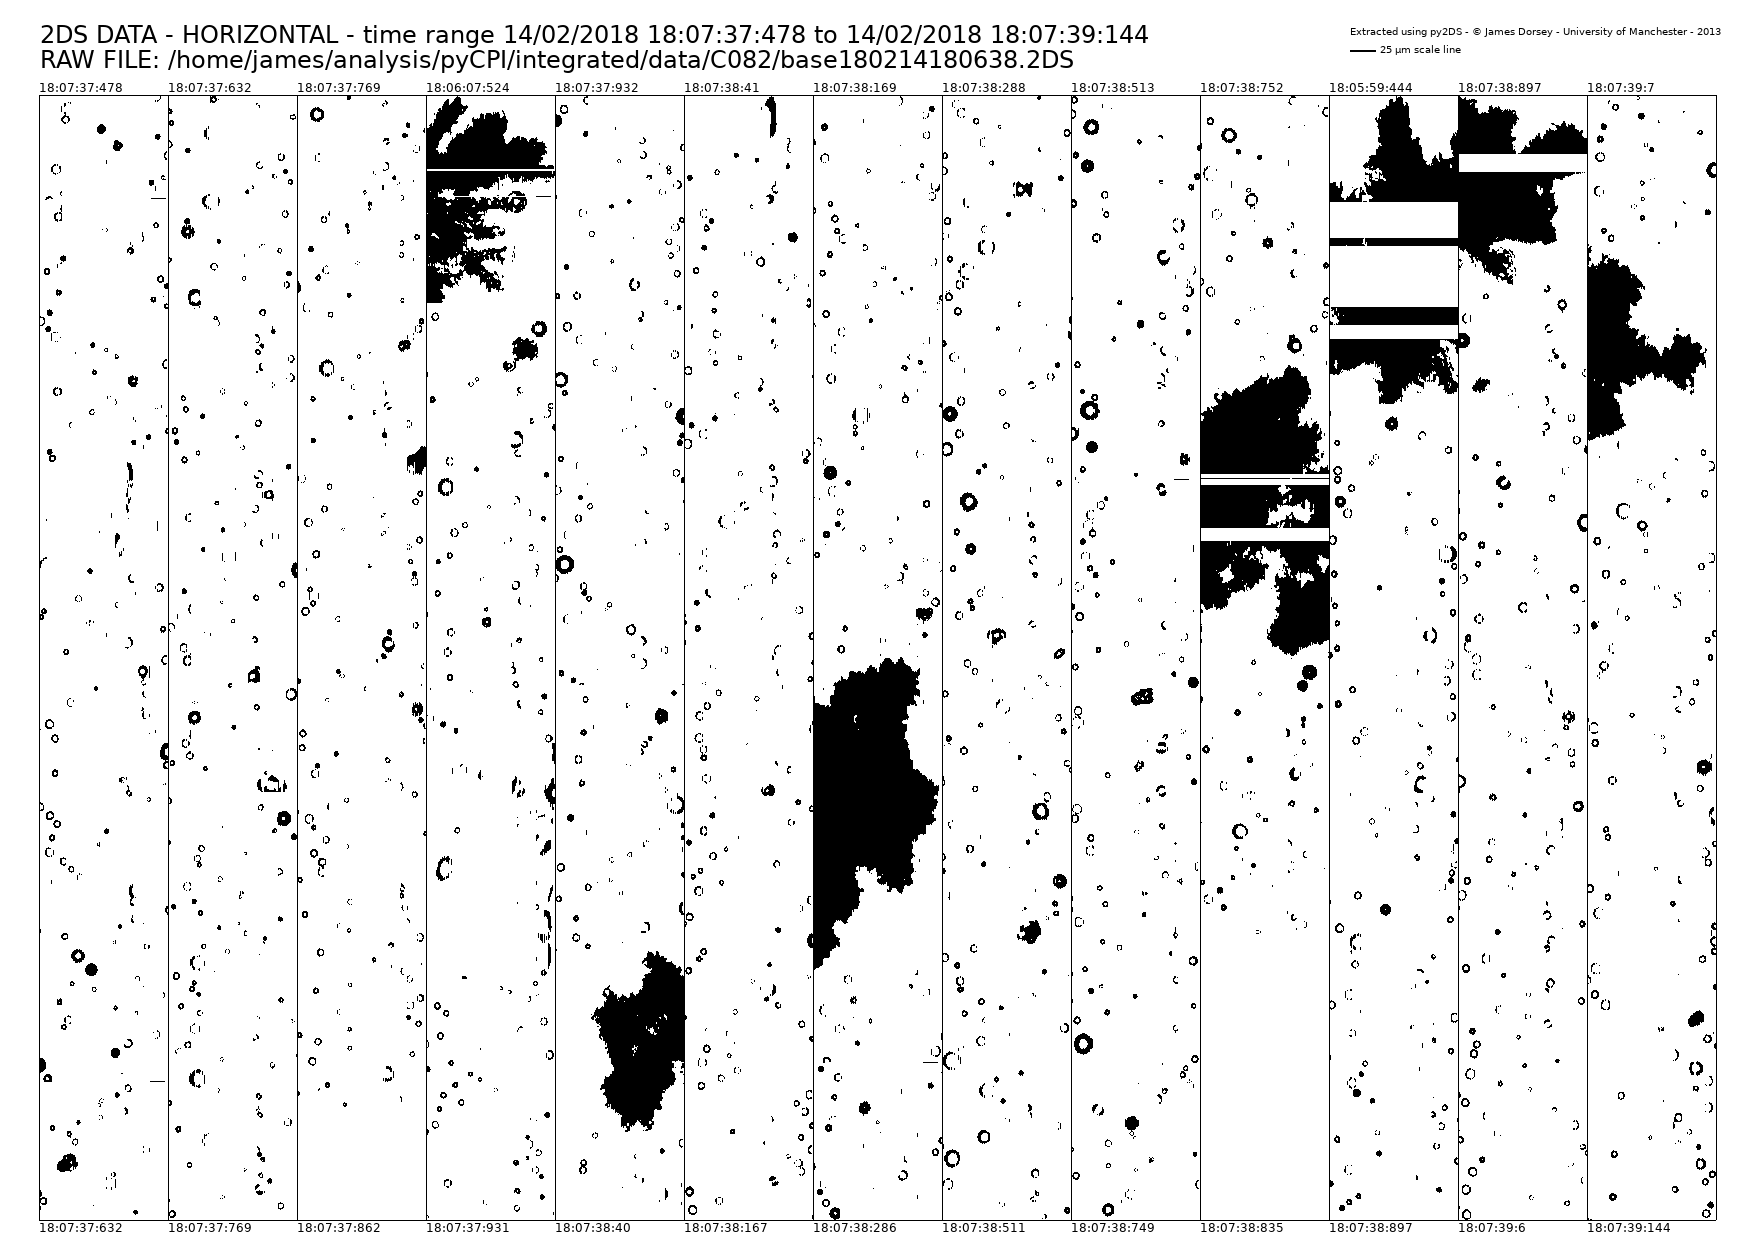 2DS DATA - HORIZONTAL - time range 14/02/2018 18:07:37:478 to 14/02/2018 18:07:39:144
RAW FILE: /home/james/analysis/pyCPI/integrated/data/C082/base180214180638.2DS
Extracted using py2DS - © James Dorsey - University of Manchester - 2013
25 µm scale line
18:07:37:478 18:07:37:632 18:07:37:769 18:06:07:524 18:07:37:932 18:07:38:41 18:07:38:169 18:07:38:288 18:07:38:513 18:07:38:752 18:05:59:444 18:07:38:897 18:07:39:7
18:07:37:632 18:07:37:769 18:07:37:862 18:07:37:931 18:07:38:40 18:07:38:167 18:07:38:286 18:07:38:511 18:07:38:749 18:07:38:835 18:07:38:897 18:07:39:6 18:07:39:144